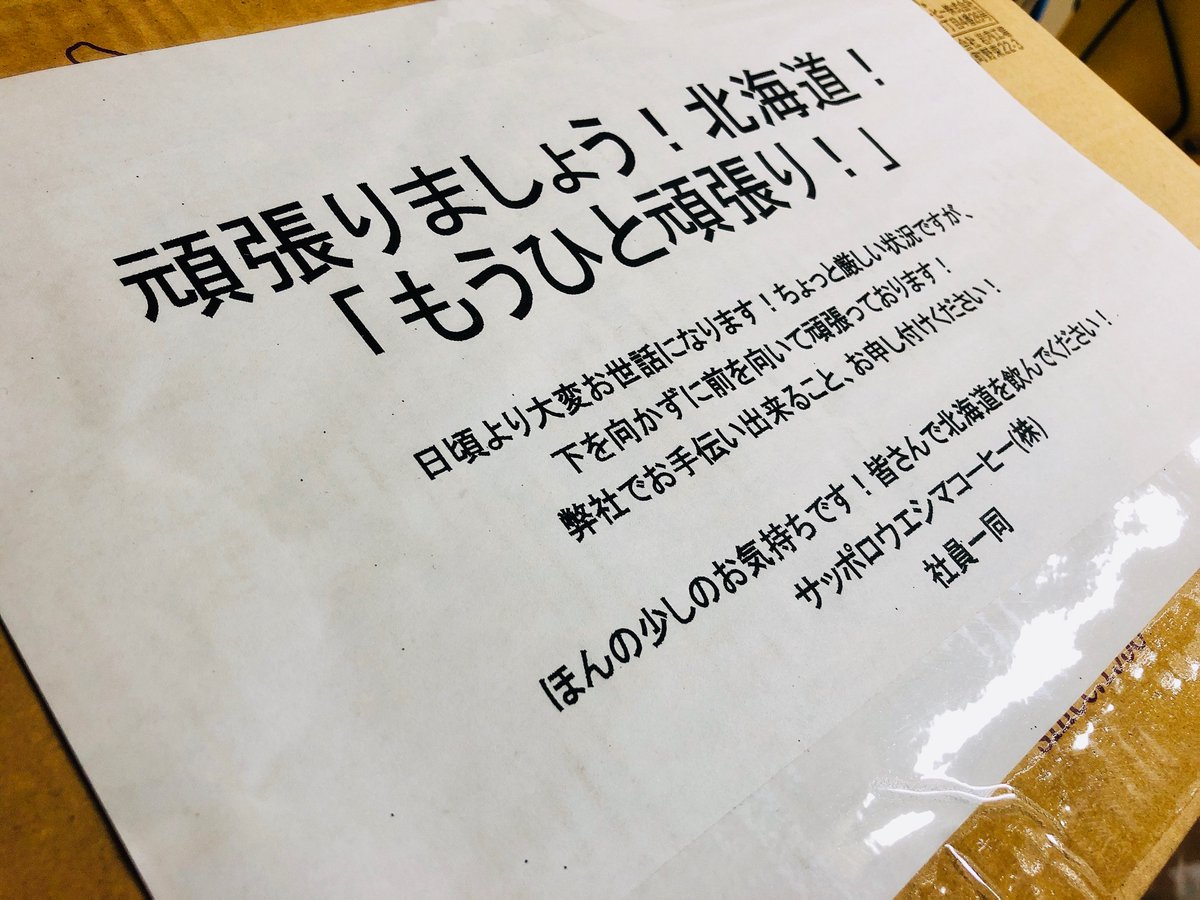 頑張りましょう！北海道！
「もうひと頑張り！」
日頃より大変お世話になります！ちょっと厳しい状況ですが、
下を向かずに前を向いて頑張っております！
弊社でお手伝い出来ること、お申し付けください！
ほんの少しのお気持ちです！皆さんで北海道を飲んでください！
サッポロウエシマコーヒー(株)
社員一同